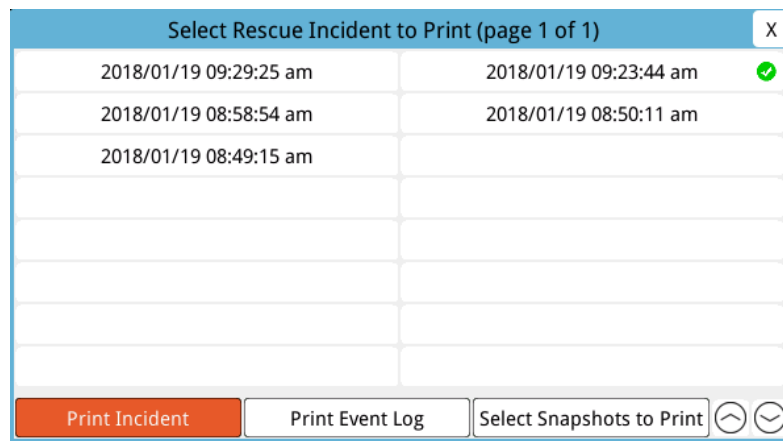 Select Rescue Incident to Print (page 1 of 1)
X
2018/01/19 09:29:25 am
2018/01/19 09:23:44 am
2018/01/19 08:58:54 am
2018/01/19 08:50:11 am
2018/01/19 08:49:15 am
Print Incident
Print Event Log
Select Snapshots to Print